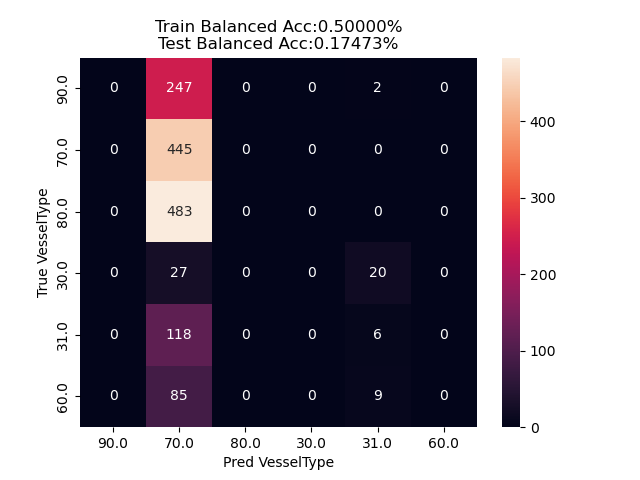 Train Balanced Acc:0.50000%
Test Balanced Acc:0.17473%
True VesselType
90.0 0 247 0 0 2 0
70.0 0 445 0 0 0 0
80.0 0 483 0 0 0 0
30.0 0 27 0 0 20 0
31.0 0 118 0 0 6 0
60.0 0 85 0 0 9 0
90.0 70.0 80.0 30.0 31.0 60.0
Pred VesselType
400
300
200
100
0